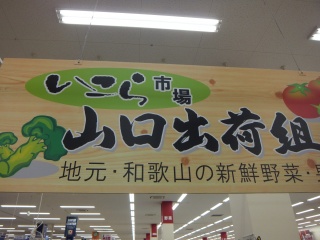 いこら市場
山口出荷組
地元・和歌山の新鮮野菜・